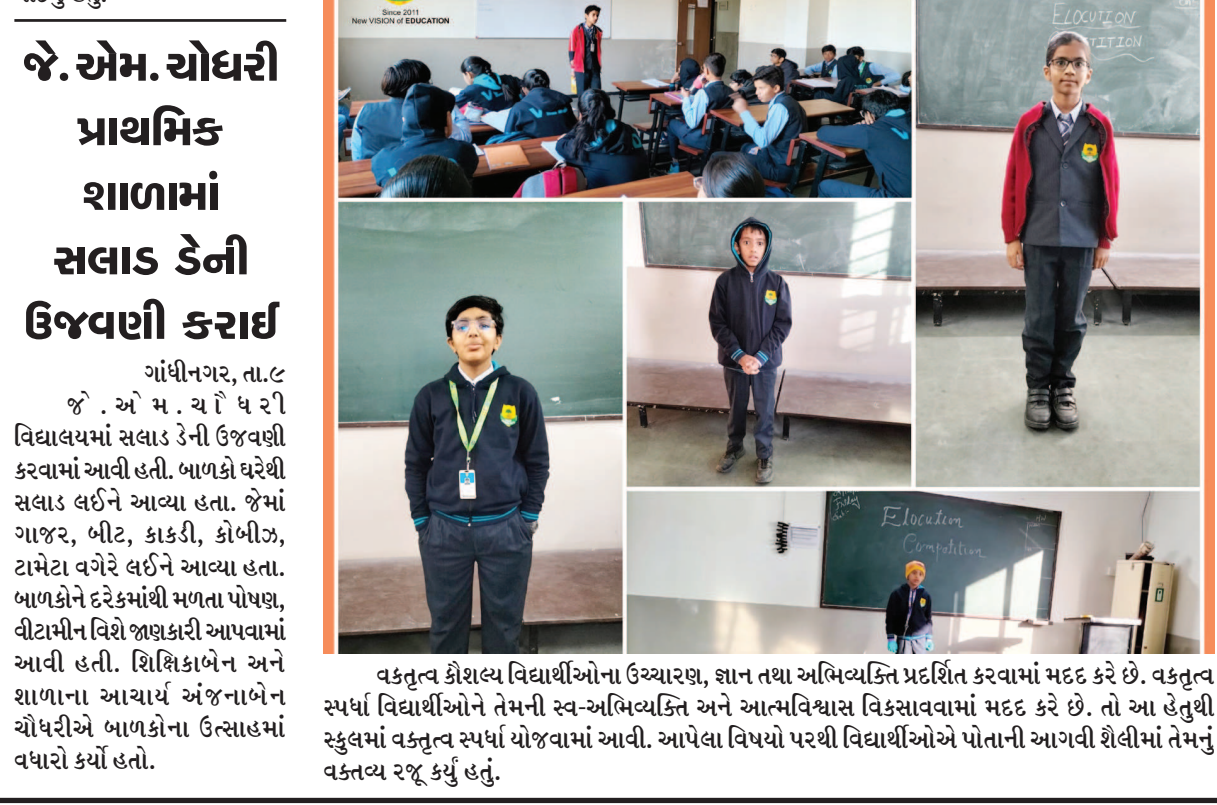 જે.એમ.ચોધરી
પ્રાથમિક
શાળામાં
સલાડ ડેની
ઉજવણી કરાઈ
ગાંધીનગર, તા.૯
જે.એમ.ચૌધરી
વિદ્યાલયમાં સલાડ ડેની ઉજવણી
કરવામાં આવી હતી. બાળકો ઘરેથી
સલાડ લઈને આવ્યા હતા. જેમાં
ગાજર, બીટ, કાકડી, કોબીઝ,
ટામેટા વગેરે લઈને આવ્યા હતા.
બાળકોને દરેકમાંથી મળતા પોષણ,
વીટામીન વિશે જાણકારી આપવામાં
આવી હતી. શિક્ષિકાબેન અને
શાળાના આચાર્ય અંજનાબેન
ચૌધરીએ બાળકોના ઉત્સાહમાં
વધારો કર્યો હતો.
Since 2011
New VISION of EDUCATION
ELOCUTION
Elocution
Compatition
વકતૃત્વ કૌશલ્ય વિદ્યાર્થીઓના ઉચ્ચારણ, જ્ઞાન તથા અભિવ્યક્તિ પ્રદર્શિત કરવામાં મદદ કરે છે. વકતૃત્વ
સ્પર્ધા વિદ્યાર્થીઓને તેમની સ્વ-અભિવ્યક્તિ અને આત્મવિશ્વાસ વિકસાવવામાં મદદ કરે છે. તો આ હેતુથી
સ્કુલમાં વક્તૃત્વ સ્પર્ધા યોજવામાં આવી. આપેલા વિષયો પરથી વિદ્યાર્થીઓએ પોતાની આગવી શૈલીમાં તેમનું
વક્તવ્ય રજૂ કર્યું હતું.